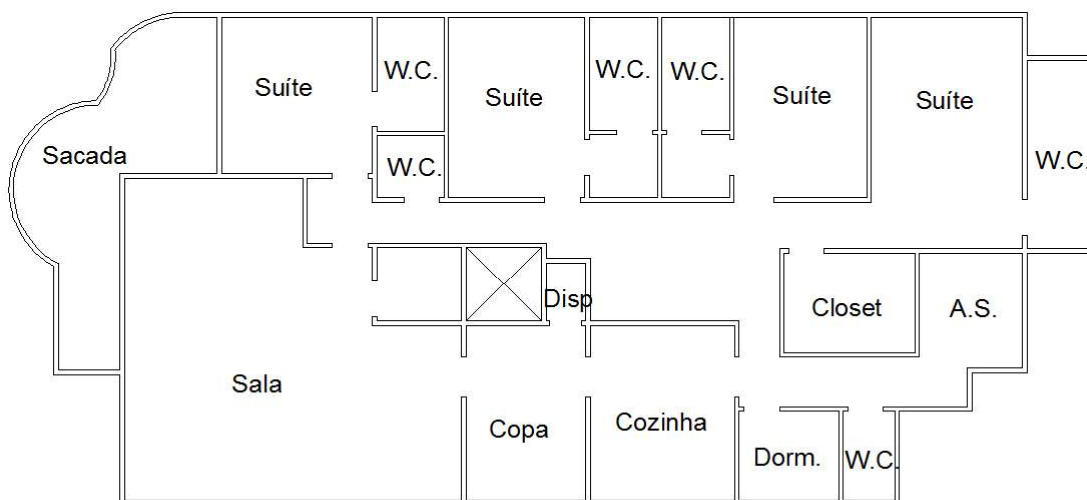 Suíte
W.C.
Suíte
W.C.
W.C.
Suíte
Suíte
Sacada
W.C.
W.C.
Disp
Closet
A.S.
Sala
Copa
Cozinha
Dorm.
W.C.